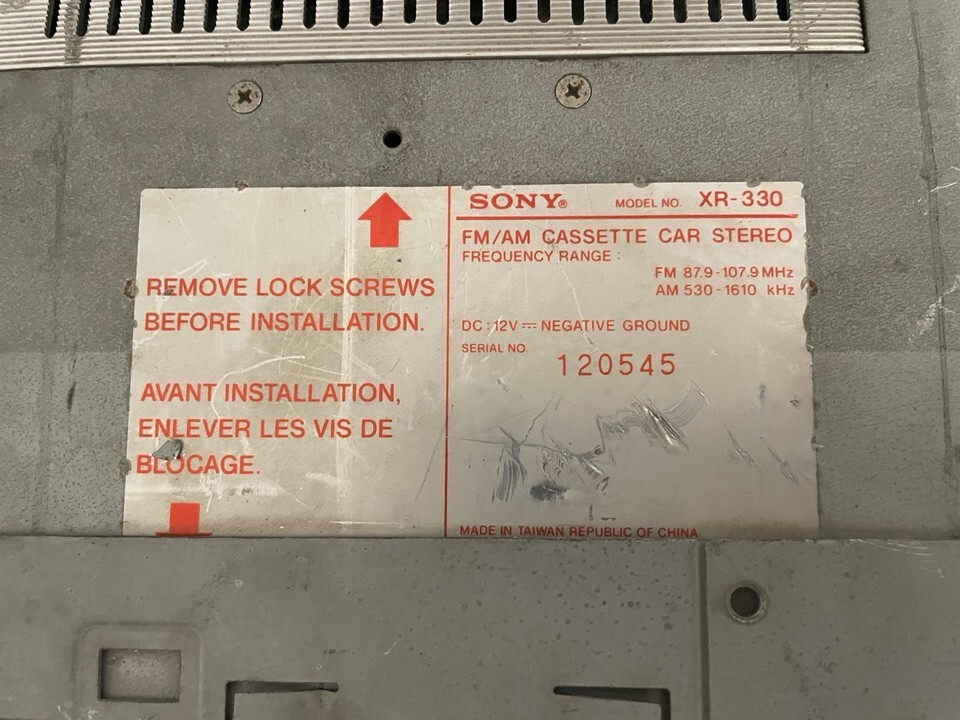 REMOVE LOCK SCREWS
BEFORE INSTALLATION.
AVANT INSTALLATION,
ENLEVER LES VIS DE
BLOCAGE.
SONY® MODEL NO. XR-330
FM/AM CASSETTE CAR STEREO
FREQUENCY RANGE :
FM 87.9-107.9 MHz
AM 530-1610 kHz
DC : 12V ⎓ NEGATIVE GROUND
SERIAL NO.
120545
MADE IN TAIWAN REPUBLIC OF CHINA